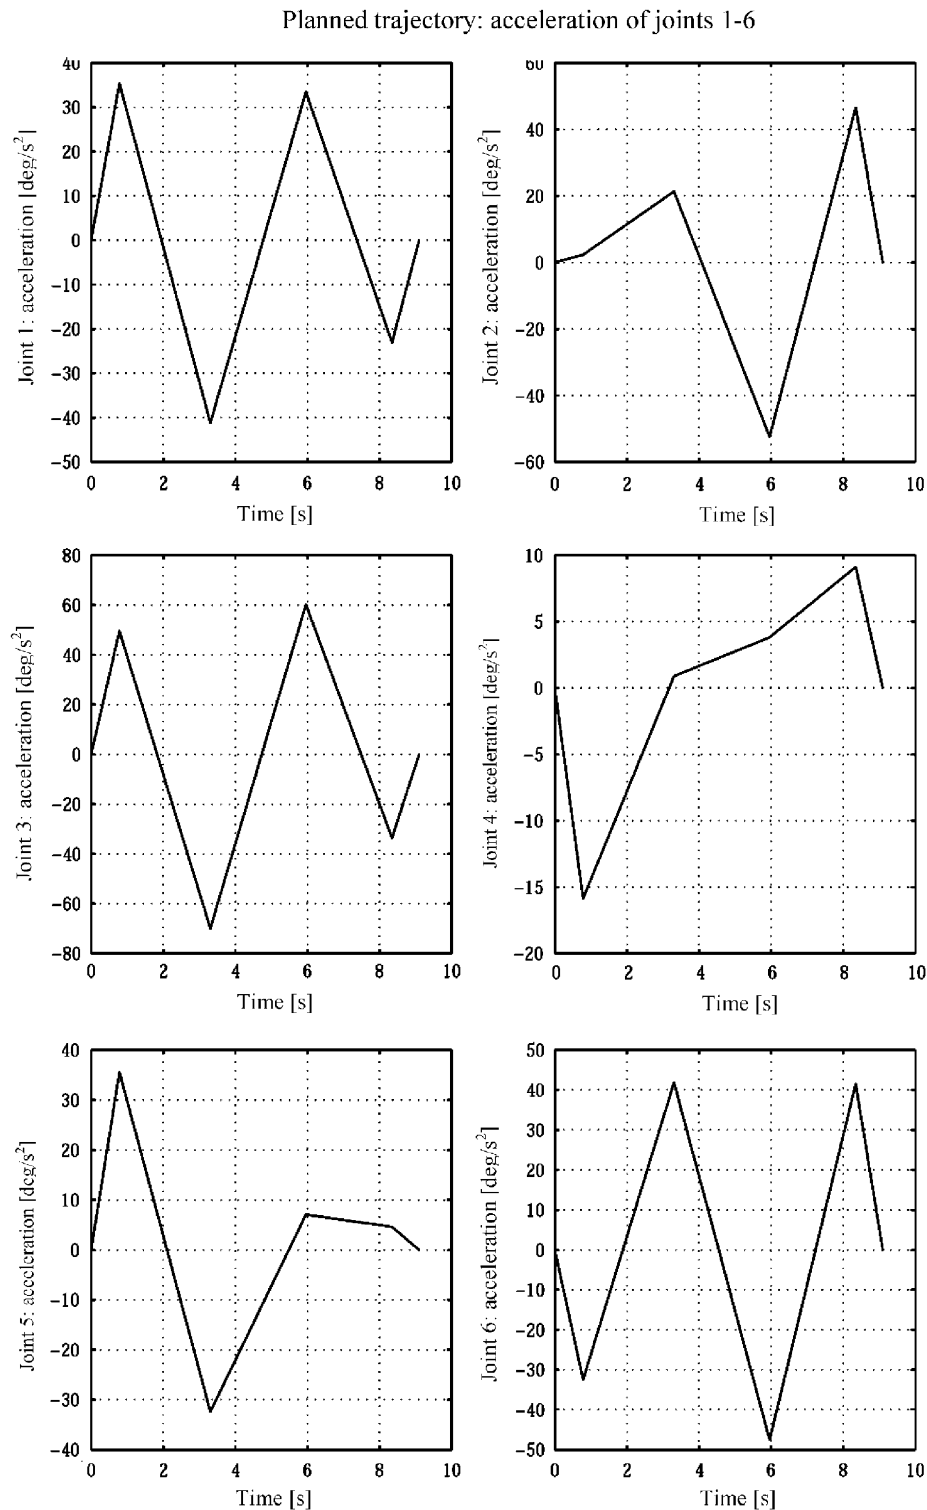 Planned trajectory: acceleration of joints 1-6
40
30
20
10
0
-10
-20
-30
-40
-50
Joint 1: acceleration [deg/s²]
0 2 4 6 8 10
Time [s]
60
40
20
0
-20
-40
-60
Joint 2: acceleration [deg/s²]
0 2 4 6 8 10
Time [s]
80
60
40
20
0
-20
-40
-60
-80
Joint 3: acceleration [deg/s²]
0 2 4 6 8 10
Time [s]
10
5
0
-5
-10
-15
-20
Joint 4: acceleration [deg/s²]
0 2 4 6 8 10
Time [s]
40
30
20
10
0
-10
-20
-30
-40
Joint 5: acceleration [deg/s²]
0 2 4 6 8 10
Time [s]
50
40
30
20
10
0
-10
-20
-30
-40
-50
Joint 6: acceleration [deg/s²]
0 2 4 6 8 10
Time [s]